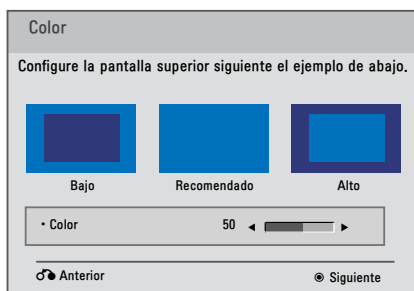 Color
Configure la pantalla superior siguiente el ejemplo de abajo.
Bajo Recomendado Alto
• Color 50
Anterior Siguiente